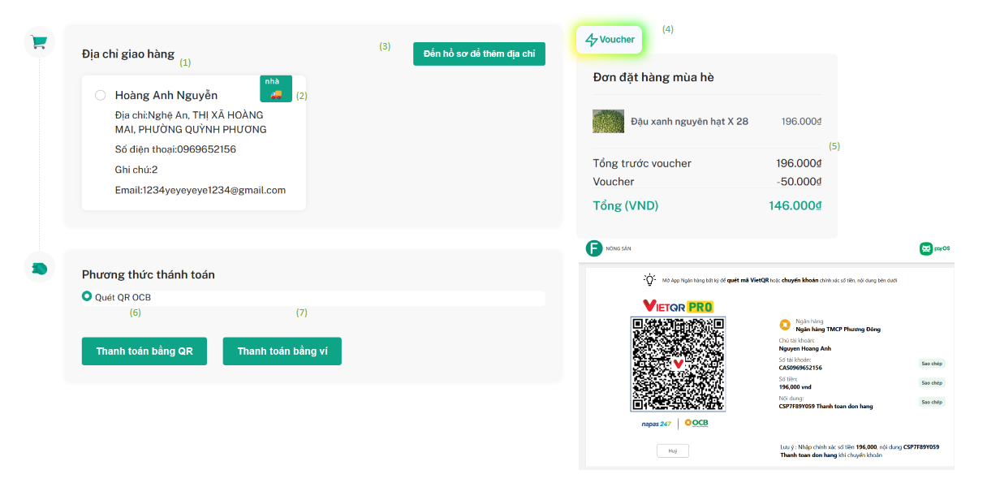 Địa chỉ giao hàng
(1)
(3)
Đến hồ sơ để thêm địa chỉ
Hoàng Anh Nguyễn
nhà
(2)
Địa chỉ:Nghệ An, THỊ XÃ HOÀNG
MAI, PHƯỜNG QUỲNH PHƯƠNG
Số điện thoại:0969652156
Ghi chú:2
Email:1234yeyeyeye1234@gmail.com
Phương thức thánh toán
Quét QR OCB
(6)
(7)
Thanh toán bằng QR
Thanh toán bằng ví
Voucher
(4)
Đơn đặt hàng mùa hè
Đậu xanh nguyên hạt X 28
196.000₫
(5)
Tổng trước voucher
196.000₫
Voucher
-50.000₫
Tổng (VND)
146.000₫
F
NÔNG SẢN
payOS
Mở App Ngân hàng bất kỳ để quét mã VietQR hoặc chuyển khoản chính xác số tiền, nội dung bên dưới
VIETQR PRO
napas 247
OCB
Huỷ
Ngân hàng
Ngân hàng TMCP Phương Đông
Chủ tài khoản:
Nguyen Hoang Anh
Số tài khoản:
CAS0969652156
Sao chép
Số tiền:
196,000 vnd
Sao chép
Nội dung:
CSP7F89Y059 Thanh toan don hang
Sao chép
Lưu ý : Nhập chính xác số tiền 196,000, nội dung CSP7F89Y059
Thanh toan don hang khi chuyển khoản